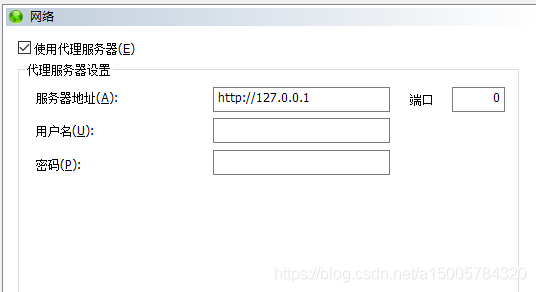 网络
使用代理服务器(E)
代理服务器设置
服务器地址(A): http://127.0.0.1 端口 0
用户名(U):
密码(P):
https://blog.csdn.net/a15005784320